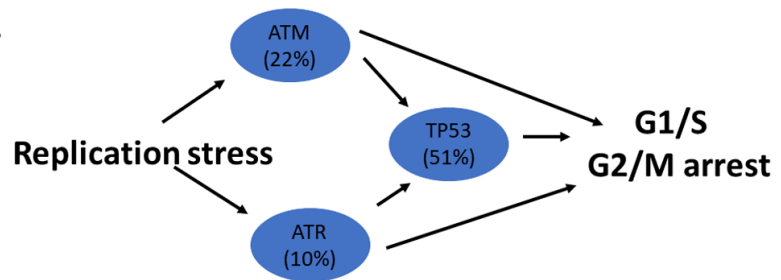 ATM
(22%)
TP53
(51%)
G1/S
G2/M arrest
Replication stress
ATR
(10%)